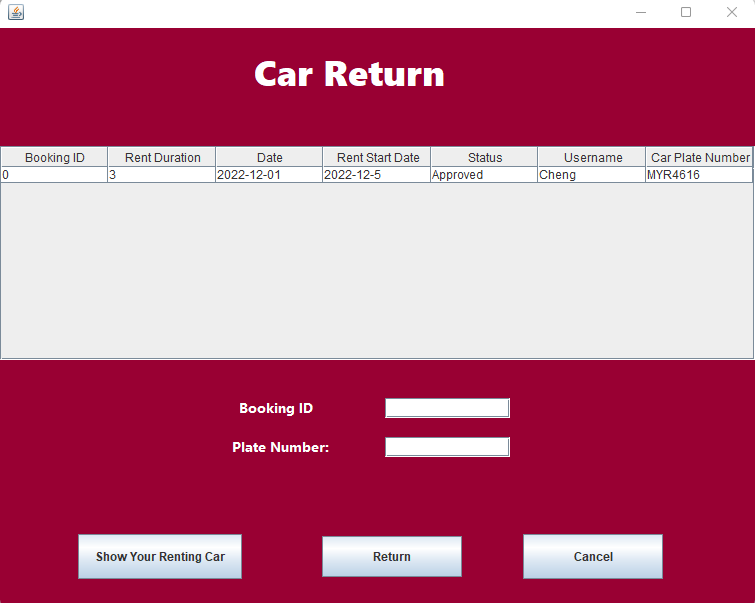 Car Return
Booking ID Rent Duration Date Rent Start Date Status Username Car Plate Number
0 3 2022-12-01 2022-12-5 Approved Cheng MYR4616
Booking ID
Plate Number:
Show Your Renting Car Return Cancel